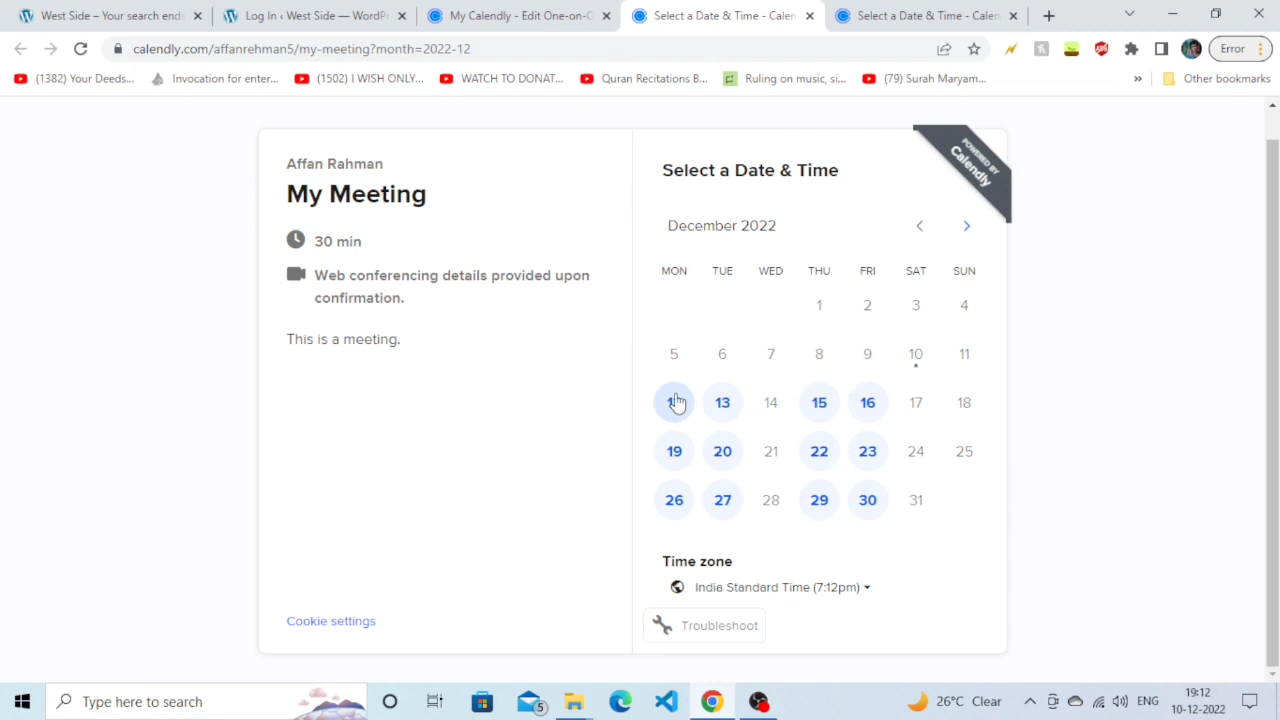 West Side – Your search ends
Log In ‹ West Side — WordPr
My Calendly - Edit One-on-O
Select a Date & Time - Calen
Select a Date & Time - Calen
calendly.com/affanrehman5/my-meeting?month=2022-12
Error
(1382) Your Deeds...
Invocation for enter...
(1502) I WISH ONLY...
WATCH TO DONAT...
Quran Recitations B...
Ruling on music, si...
(79) Surah Maryam...
»
Other bookmarks
Affan Rahman
My Meeting
30 min
Web conferencing details provided upon
confirmation.
This is a meeting.
Cookie settings
POWERED BY
Calendly
Select a Date & Time
December 2022
MON TUE WED THU FRI SAT SUN
1 2 3 4
5 6 7 8 9 10 11
13 14 15 16 17 18
19 20 21 22 23 24 25
26 27 28 29 30 31
Time zone
India Standard Time (7:12pm)
Troubleshoot
Type here to search
5
26°C Clear
ENG
19:12
10-12-2022